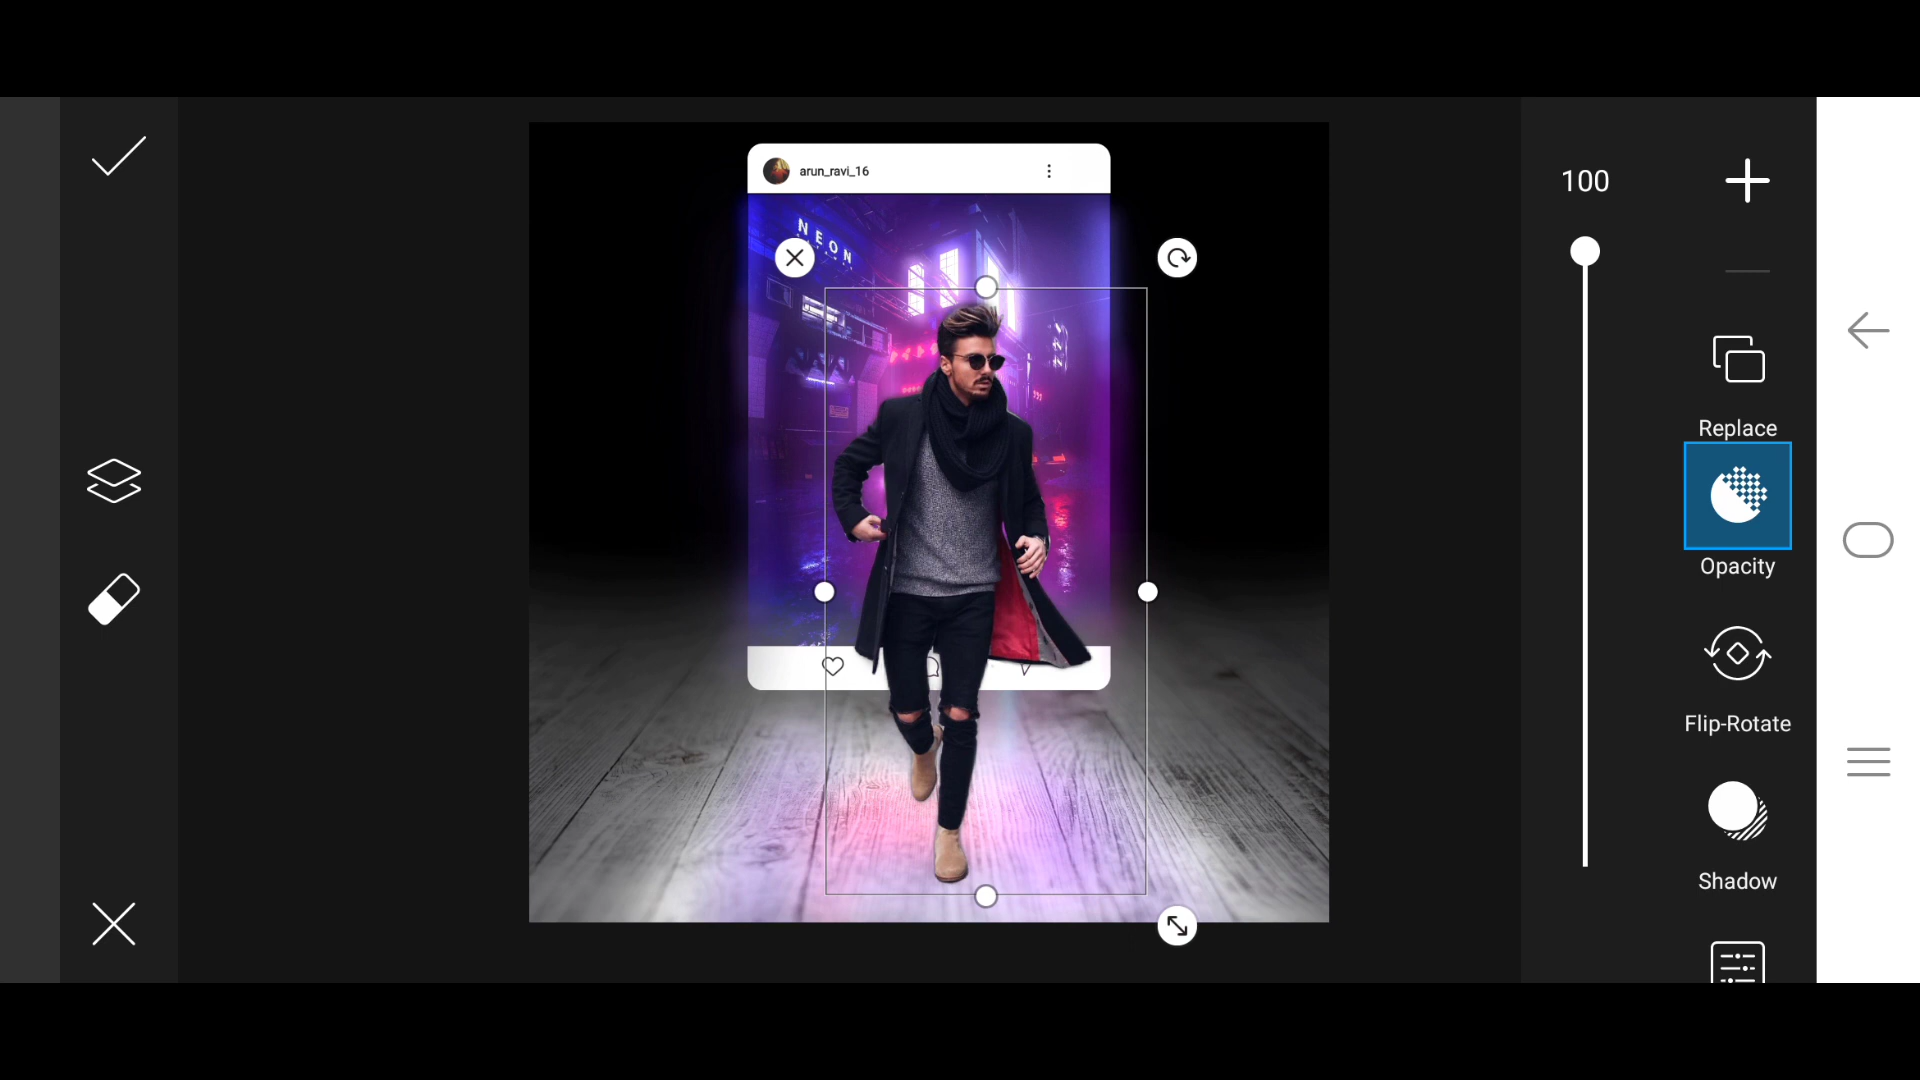 arun_ravi_16
NEON
100
Replace
Opacity
Flip-Rotate
Shadow